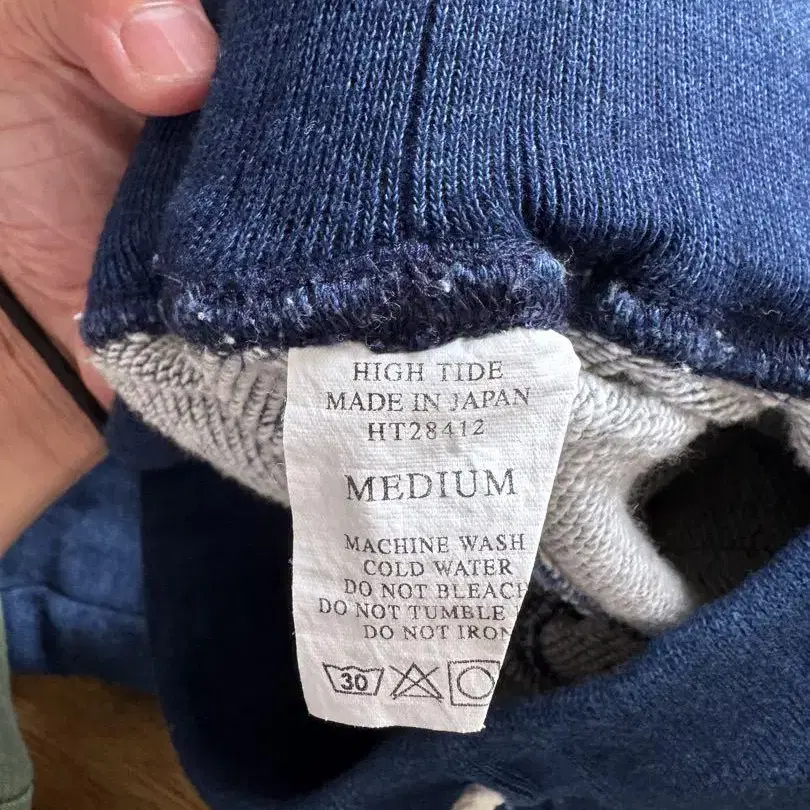 HIGH TIDE
MADE IN JAPAN
HT28412
MEDIUM
MACHINE WASH
COLD WATER
DO NOT BLEACH
DO NOT TUMBLE
DO NOT IRON
30